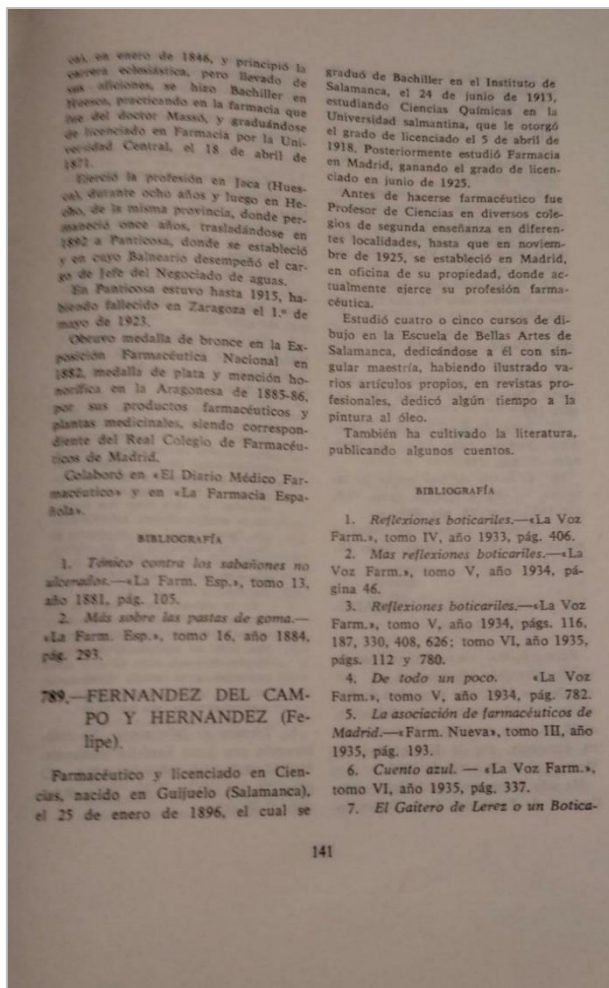 ca), en enero de 1846, y principió la
carrera eclesiástica, pero llevado de
sus aficiones, se hizo Bachiller en
Huesca, practicando en la farmacia que
fue del doctor Massó, y graduándose
de licenciado en Farmacia por la Uni-
versidad Central, el 18 de abril de
1871.
Ejerció la profesión en Jaca (Hues-
ca), durante ocho años y luego en He-
cho, de la misma provincia, donde per-
maneció once años, trasladándose en
1892 a Panticosa, donde se estableció
y en cuyo Balneario desempeñó el car-
go de Jefe del Negociado de aguas.
En Panticosa estuvo hasta 1915, ha-
biendo fallecido en Zaragoza el 1.º de
mayo de 1923.
Obtuvo medalla de bronce en la Ex-
posición Farmacéutica Nacional en
1882, medalla de plata y mención ho-
norífica en la Aragonesa de 1885-86,
por sus productos farmacéuticos y
plantas medicinales, siendo correspon-
diente del Real Colegio de Farmacéu-
ticos de Madrid.
Colaboró en «El Diario Médico Far-
macéutico» y en «La Farmacia Espa-
ñola».
BIBLIOGRAFÍA
1. Tónico contra los sabañones no
ulcerados.—«La Farm. Esp.», tomo 13,
año 1881, pág. 105.
2. Más sobre las pastas de goma.—
«La Farm. Esp.», tomo 16, año 1884,
pág. 293.
789.—FERNANDEZ DEL CAM-
PO Y HERNANDEZ (Fe-
lipe).
Farmacéutico y licenciado en Cien-
cias, nacido en Guijuelo (Salamanca),
el 25 de enero de 1896, el cual se
graduó de Bachiller en el Instituto de
Salamanca, el 24 de junio de 1913,
estudiando Ciencias Químicas en la
Universidad salmantina, que le otorgó
el grado de licenciado el 5 de abril de
1918. Posteriormente estudió Farmacia
en Madrid, ganando el grado de licen-
ciado en junio de 1925.
Antes de hacerse farmacéutico fue
Profesor de Ciencias en diversos cole-
gios de segunda enseñanza en diferen-
tes localidades, hasta que en noviem-
bre de 1925, se estableció en Madrid,
en oficina de su propiedad, donde ac-
tualmente ejerce su profesión farma-
céutica.
Estudió cuatro o cinco cursos de di-
bujo en la Escuela de Bellas Artes de
Salamanca, dedicándose a él con sin-
gular maestría, habiendo ilustrado va-
rios artículos propios, en revistas pro-
fesionales, dedicó algún tiempo a la
pintura al óleo.
También ha cultivado la literatura,
publicando algunos cuentos.
BIBLIOGRAFÍA
1. Reflexiones boticariles.—«La Voz
Farm.», tomo IV, año 1933, pág. 406.
2. Mas reflexiones boticariles.—«La
Voz Farm.», tomo V, año 1934, pá-
gina 46.
3. Reflexiones boticariles.—«La Voz
Farm.», tomo V, año 1934, págs. 116,
187, 330, 408, 626; tomo VI, año 1935,
págs. 112 y 780.
4. De todo un poco. «La Voz
Farm.», tomo V, año 1934, pág. 782.
5. La asociación de farmacéuticos de
Madrid.—«Farm. Nueva», tomo III, año
1935, pág. 193.
6. Cuento azul. — «La Voz Farm.»,
tomo VI, año 1935, pág. 337.
7. El Gaitero de Lerez o un Botica-
141